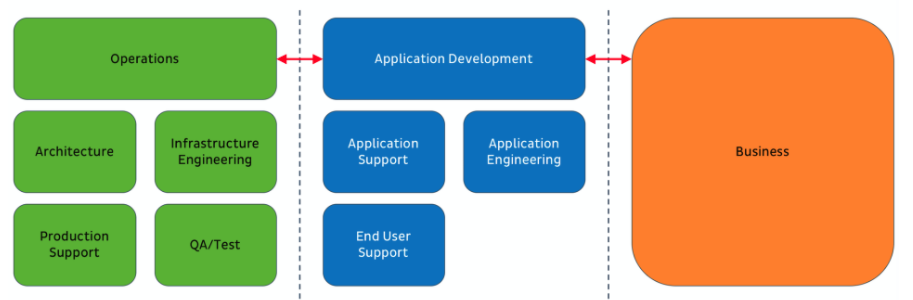 Operations
Application Development
Business
Architecture
Infrastructure
Engineering
Application
Support
Application
Engineering
Production
Support
QA/Test
End User
Support